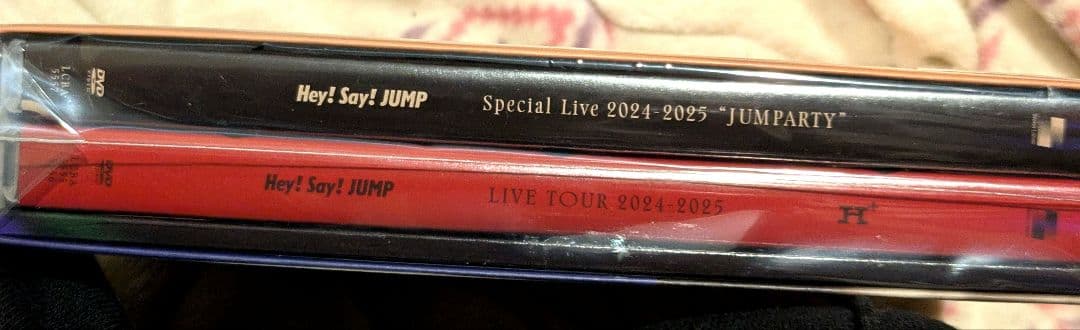 DVD
Hey! Say! JUMP Special Live 2024-2025 "JUMPARTY"
DVD
Hey! Say! JUMP LIVE TOUR 2024-2025 H⁺